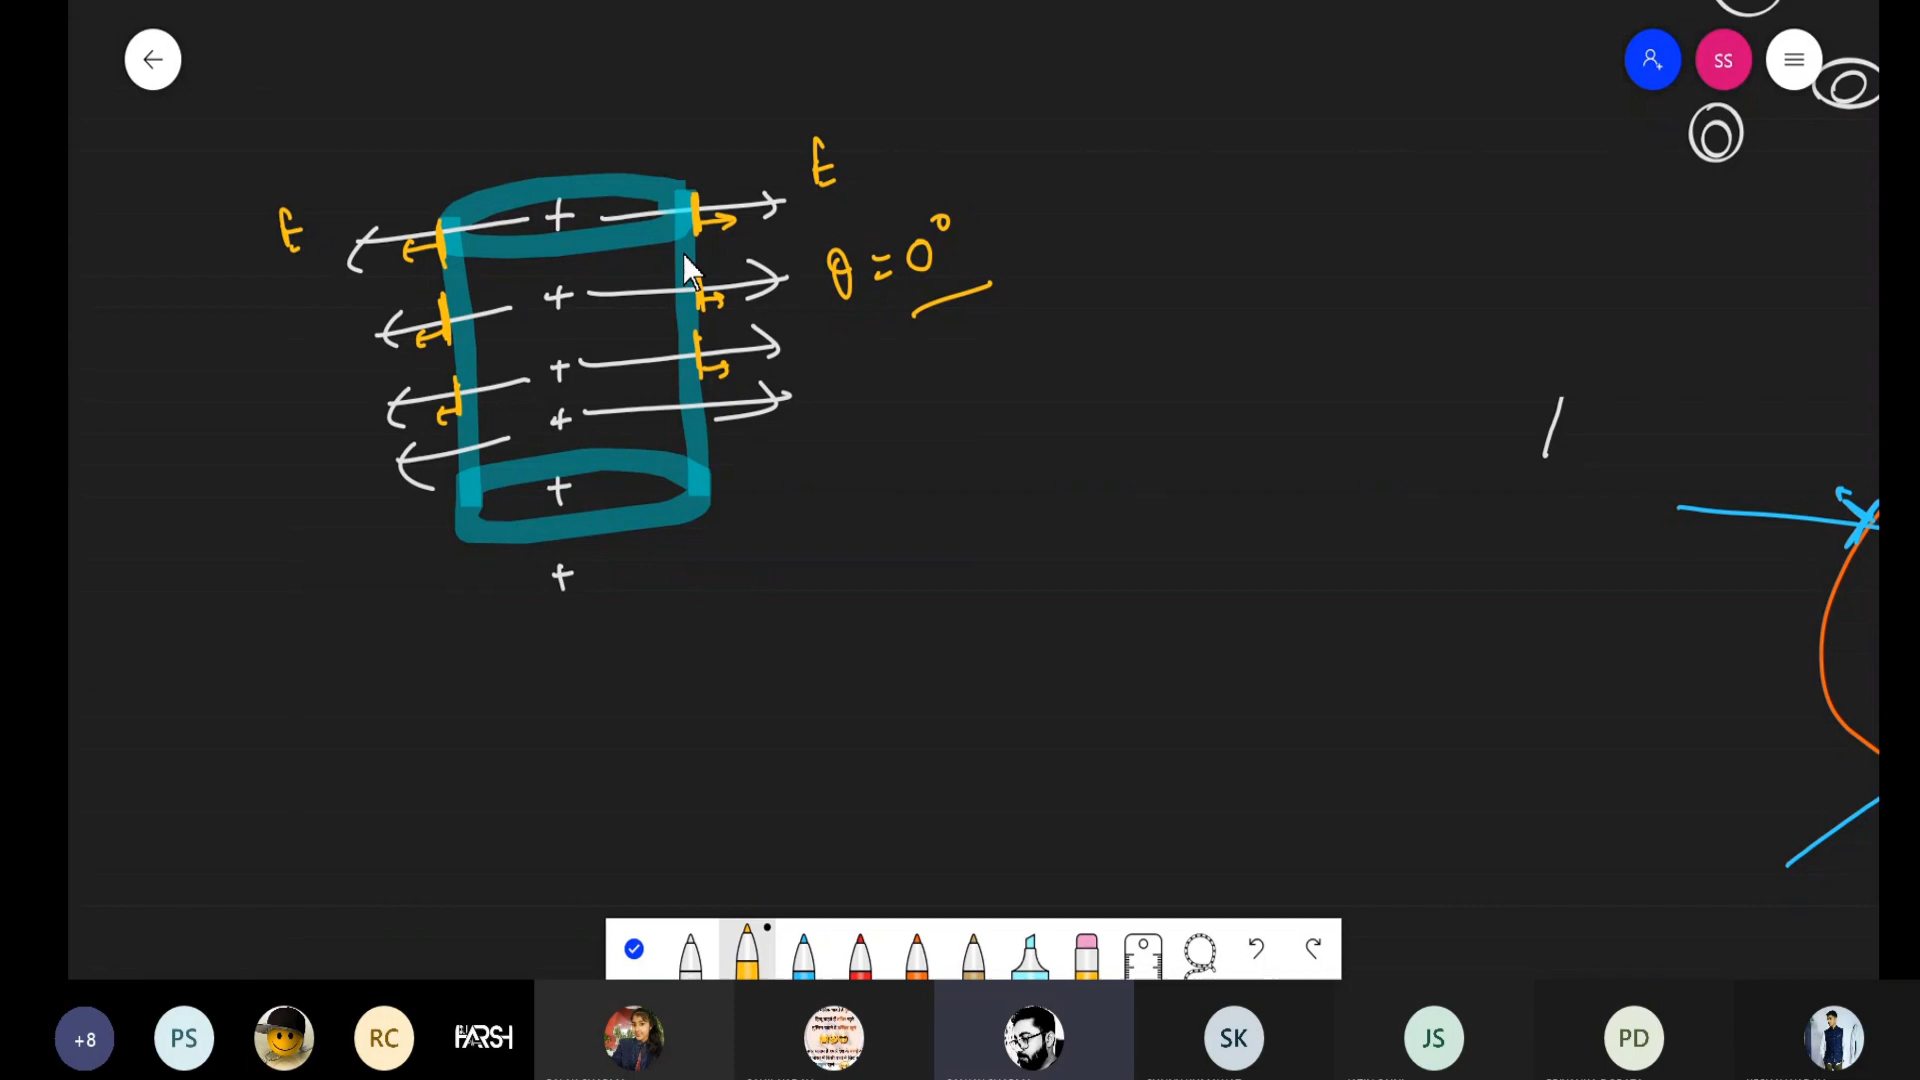 SS
E
E
+
θ = 0°
+
+
+
+
+
+8
PS
RC
HARSH
SK
JS
PD